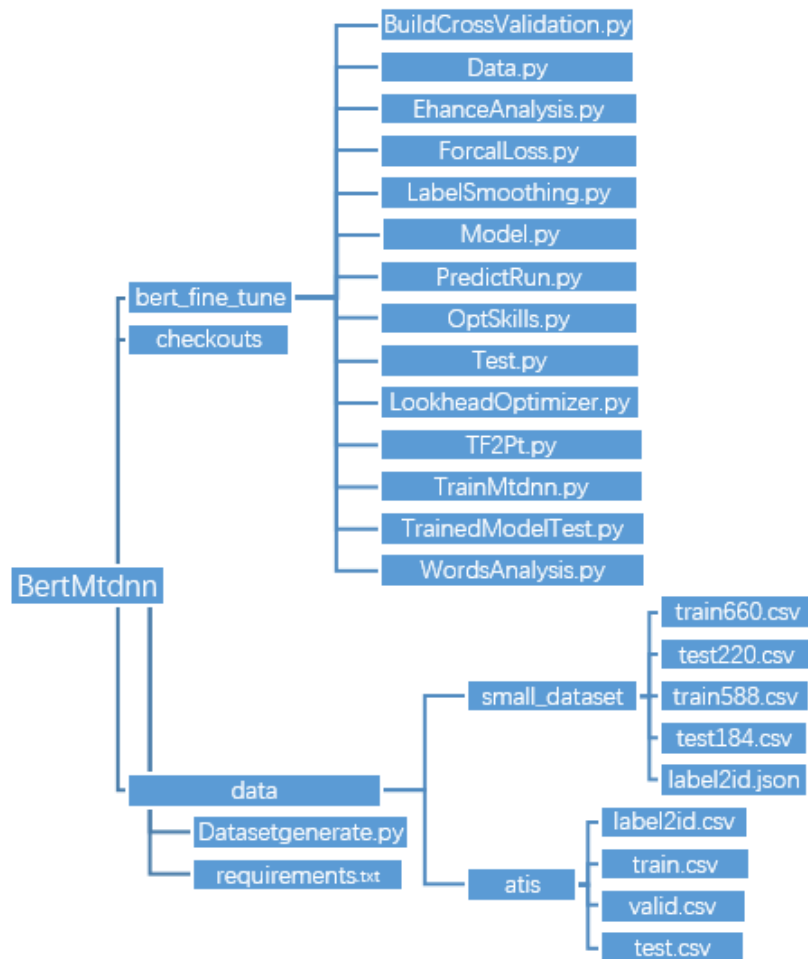 BertMtdnn
bert_fine_tune
BuildCrossValidation.py
Data.py
EhanceAnalysis.py
ForcalLoss.py
LabelSmoothing.py
Model.py
PredictRun.py
OptSkills.py
Test.py
LookheadOptimizer.py
TF2Pt.py
TrainMtdnn.py
TrainedModelTest.py
WordsAnalysis.py
checkouts
data
small_dataset
train660.csv
test220.csv
train588.csv
test184.csv
label2id.json
atis
label2id.csv
train.csv
valid.csv
test.csv
Datasetgenerate.py
requirements.txt